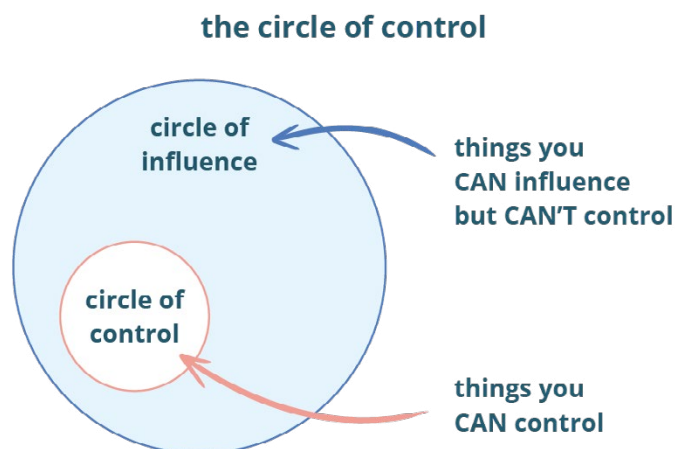 the circle of control
circle of
influence
things you
CAN influence
but CAN'T control
circle of
control
things you
CAN control